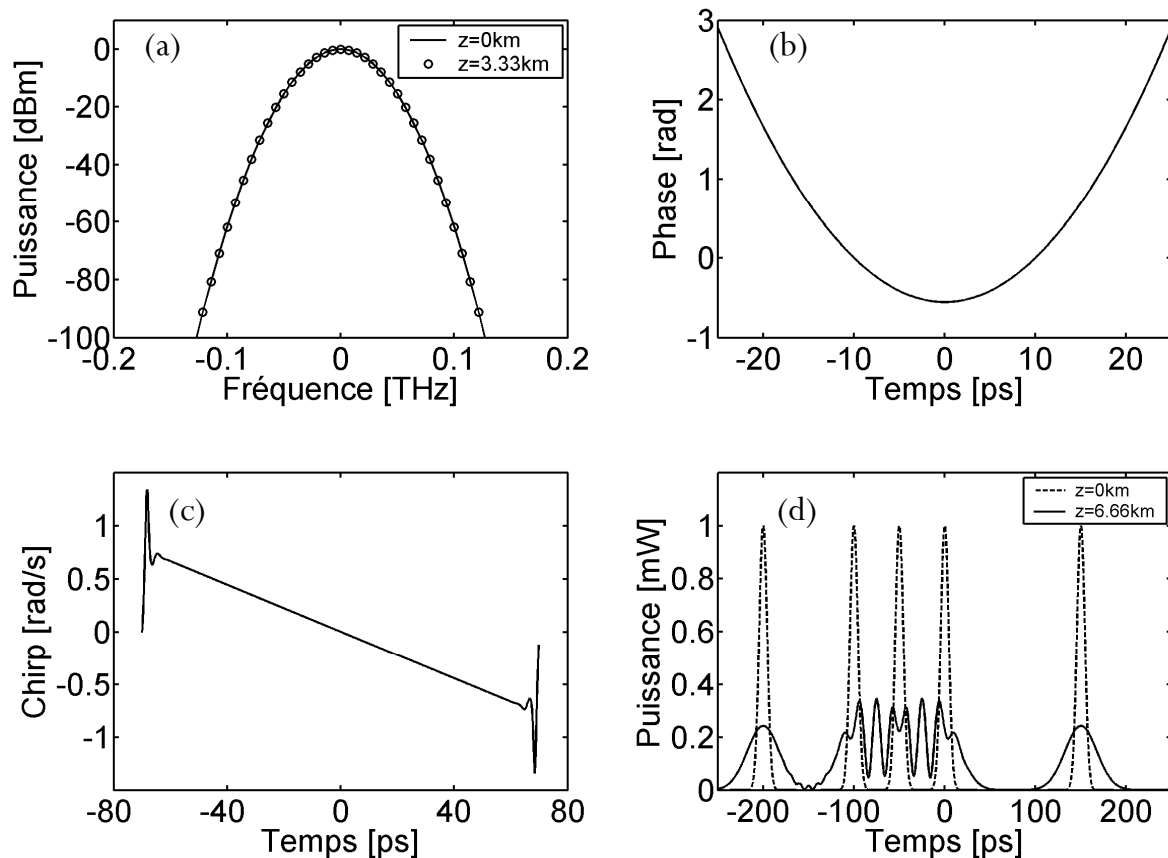 (a)
z=0km
z=3.33km
0
-20
-40
-60
-80
-100
-0.2 -0.1 0 0.1 0.2
Puissance [dBm]
Fréquence [THz]
(b)
3
2
1
0
-1
-20 -10 0 10 20
Phase [rad]
Temps [ps]
(c)
1
0.5
0
-0.5
-1
-80 -40 0 40 80
Chirp [rad/s]
Temps [ps]
(d)
z=0km
z=6.66km
1
0.8
0.6
0.4
0.2
0
-200 -100 0 100 200
Puissance [mW]
Temps [ps]